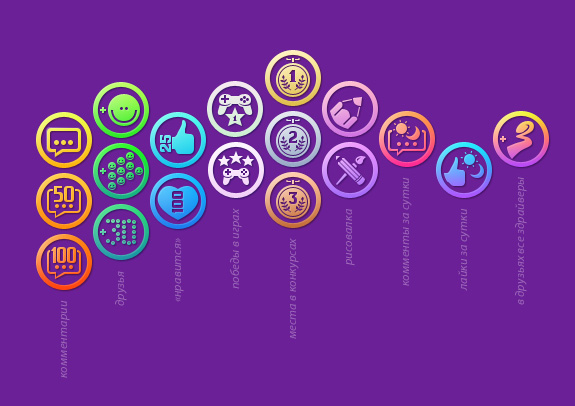 50
100
комментарии
30
друзья
25
100
«нравится»
1
победы в играх
1
2
3
места в конкурсах
рисовалка
комменты за сутки
лайки за сутки
в друзьях все здрайверы